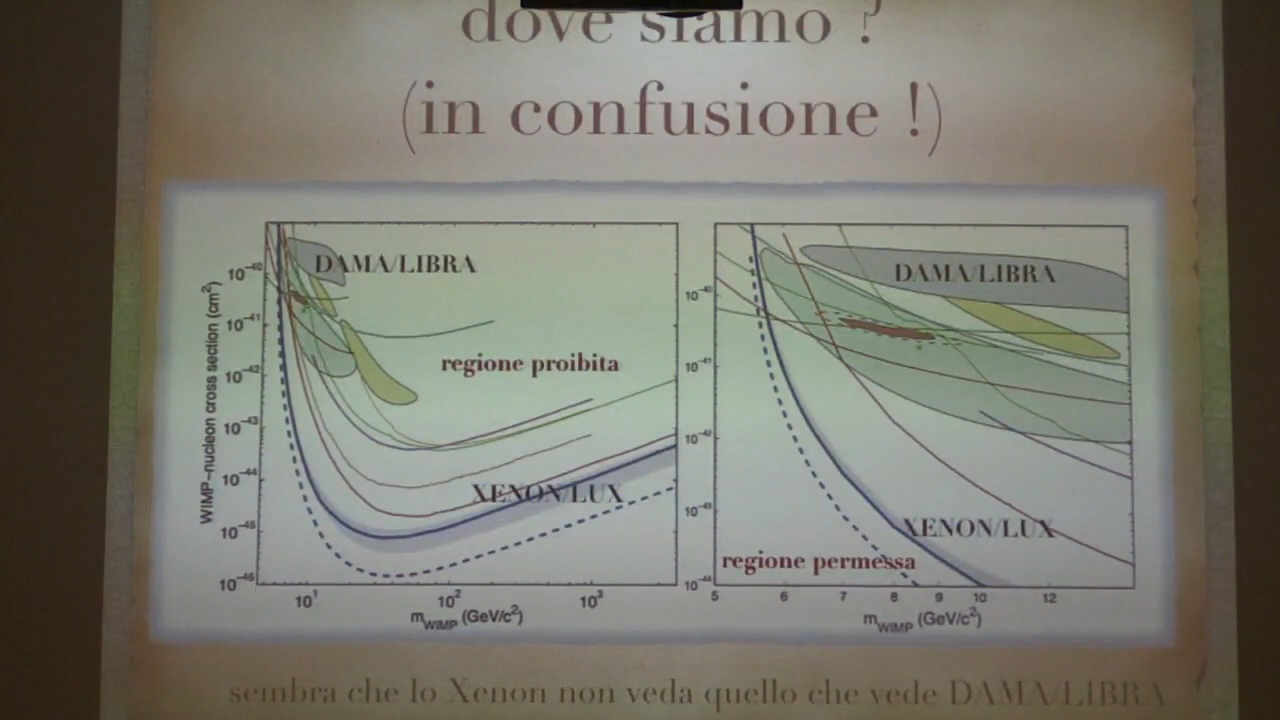 dove siamo ?
(in confusione !)
DAMA/LIBRA
regione proibita
XENON/LUX
WIMP–nucleon cross section (cm²)
10⁻⁴⁰
10⁻⁴¹
10⁻⁴²
10⁻⁴³
10⁻⁴⁴
10⁻⁴⁵
10⁻⁴⁶
10¹ 10² 10³
m_WIMP (GeV/c²)
DAMA/LIBRA
XENON/LUX
regione permessa
10⁻⁴⁰
10⁻⁴¹
10⁻⁴²
10⁻⁴³
10⁻⁴⁴
5 6 7 8 9 10 12
m_WIMP (GeV/c²)
sembra che lo Xenon non veda quello che vede DAMA/LIBRA